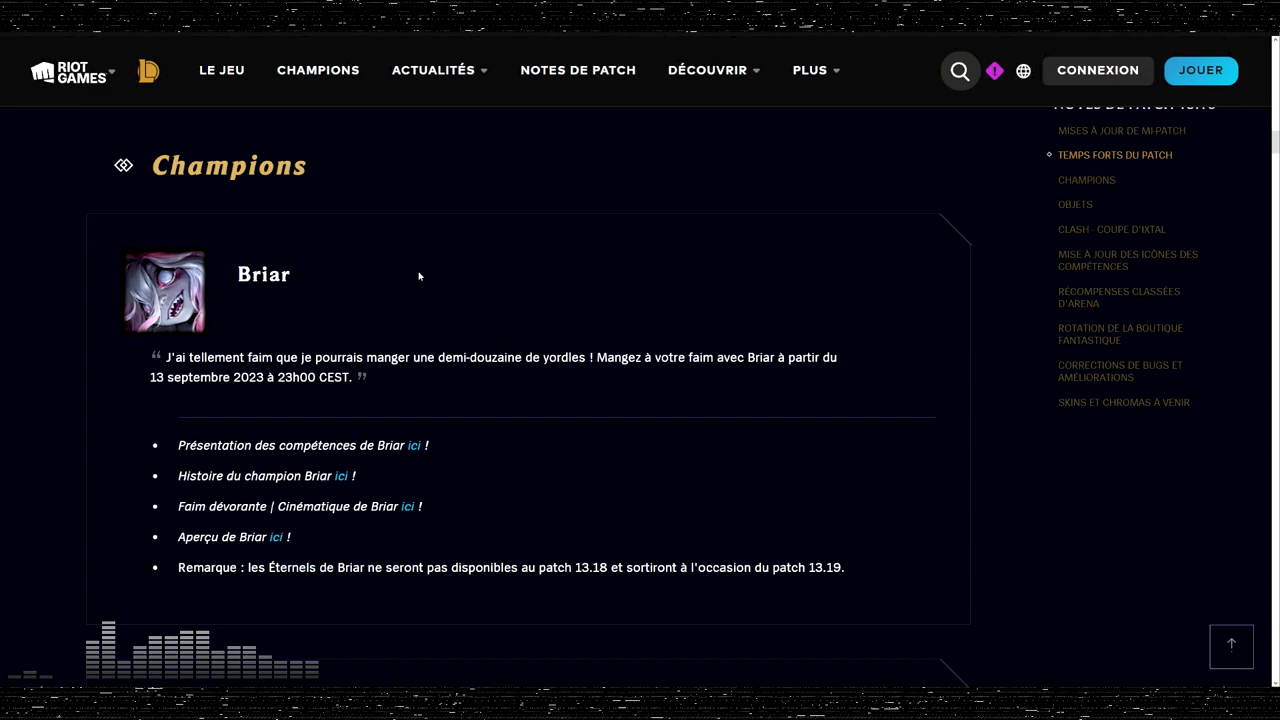 RIOT
GAMES
LE JEU
CHAMPIONS
ACTUALITÉS
NOTES DE PATCH
DÉCOUVRIR
PLUS
CONNEXION
JOUER
Champions
Briar
“ J'ai tellement faim que je pourrais manger une demi-douzaine de yordles ! Mangez à votre faim avec Briar à partir du
13 septembre 2023 à 23h00 CEST. ”
• Présentation des compétences de Briar ici !
• Histoire du champion Briar ici !
• Faim dévorante | Cinématique de Briar ici !
• Aperçu de Briar ici !
• Remarque : les Éternels de Briar ne seront pas disponibles au patch 13.18 et sortiront à l'occasion du patch 13.19.
MISES À JOUR DE MI-PATCH
TEMPS FORTS DU PATCH
CHAMPIONS
OBJETS
CLASH - COUPE D'IXTAL
MISE À JOUR DES ICÔNES DES
COMPÉTENCES
RÉCOMPENSES CLASSÉES
D'ARENA
ROTATION DE LA BOUTIQUE
FANTASTIQUE
CORRECTIONS DE BUGS ET
AMÉLIORATIONS
SKINS ET CHROMAS À VENIR